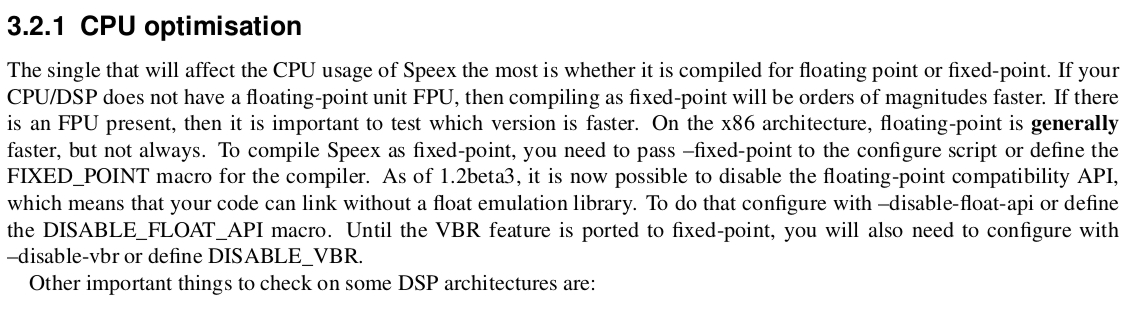 3.2.1 CPU optimisation
The single that will affect the CPU usage of Speex the most is whether it is compiled for floating point or fixed-point. If your
CPU/DSP does not have a floating-point unit FPU, then compiling as fixed-point will be orders of magnitudes faster. If there
is an FPU present, then it is important to test which version is faster. On the x86 architecture, floating-point is generally
faster, but not always. To compile Speex as fixed-point, you need to pass –fixed-point to the configure script or define the
FIXED_POINT macro for the compiler. As of 1.2beta3, it is now possible to disable the floating-point compatibility API,
which means that your code can link without a float emulation library. To do that configure with –disable-float-api or define
the DISABLE_FLOAT_API macro. Until the VBR feature is ported to fixed-point, you will also need to configure with
–disable-vbr or define DISABLE_VBR.
Other important things to check on some DSP architectures are: